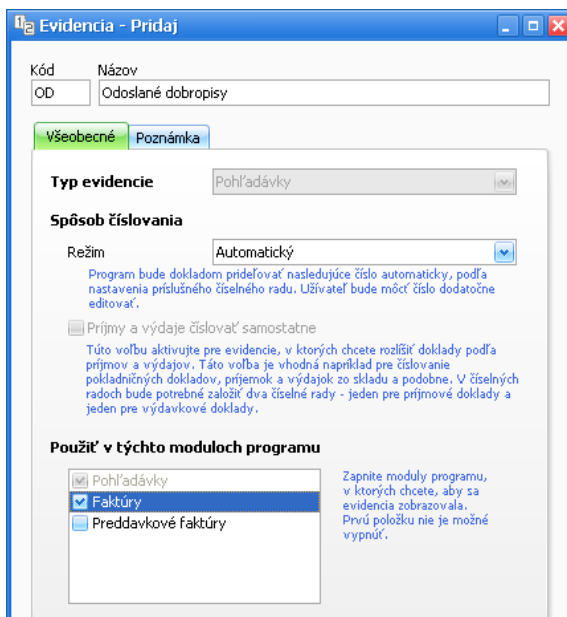 Evidencia - Pridaj
Kód Názov
OD Odoslané dobropisy
Všeobecné Poznámka
Typ evidencie Pohľadávky
Spôsob číslovania
Režim Automatický
Program bude dokladom prideľovať nasledujúce číslo automaticky, podľa
nastavenia príslušného číselného radu. Užívateľ bude môcť číslo dodatočne
editovať.
Príjmy a výdaje číslovať samostatne
Túto voľbu aktivujte pre evidencie, v ktorých chcete rozlíšiť doklady podľa
príjmov a výdajov. Táto voľba je vhodná napríklad pre číslovanie
pokladničných dokladov, príjemok a výdajok zo skladu a podobne. V číselných
radoch bude potrebné založiť dva číselné rady - jeden pre príjmové doklady a
jeden pre výdavkové doklady.
Použiť v týchto moduloch programu
Pohľadávky
Faktúry
Preddavkové faktúry
Zapnite moduly programu,
v ktorých chcete, aby sa
evidencia zobrazovala.
Prvú položku nie je možné
vypnúť.